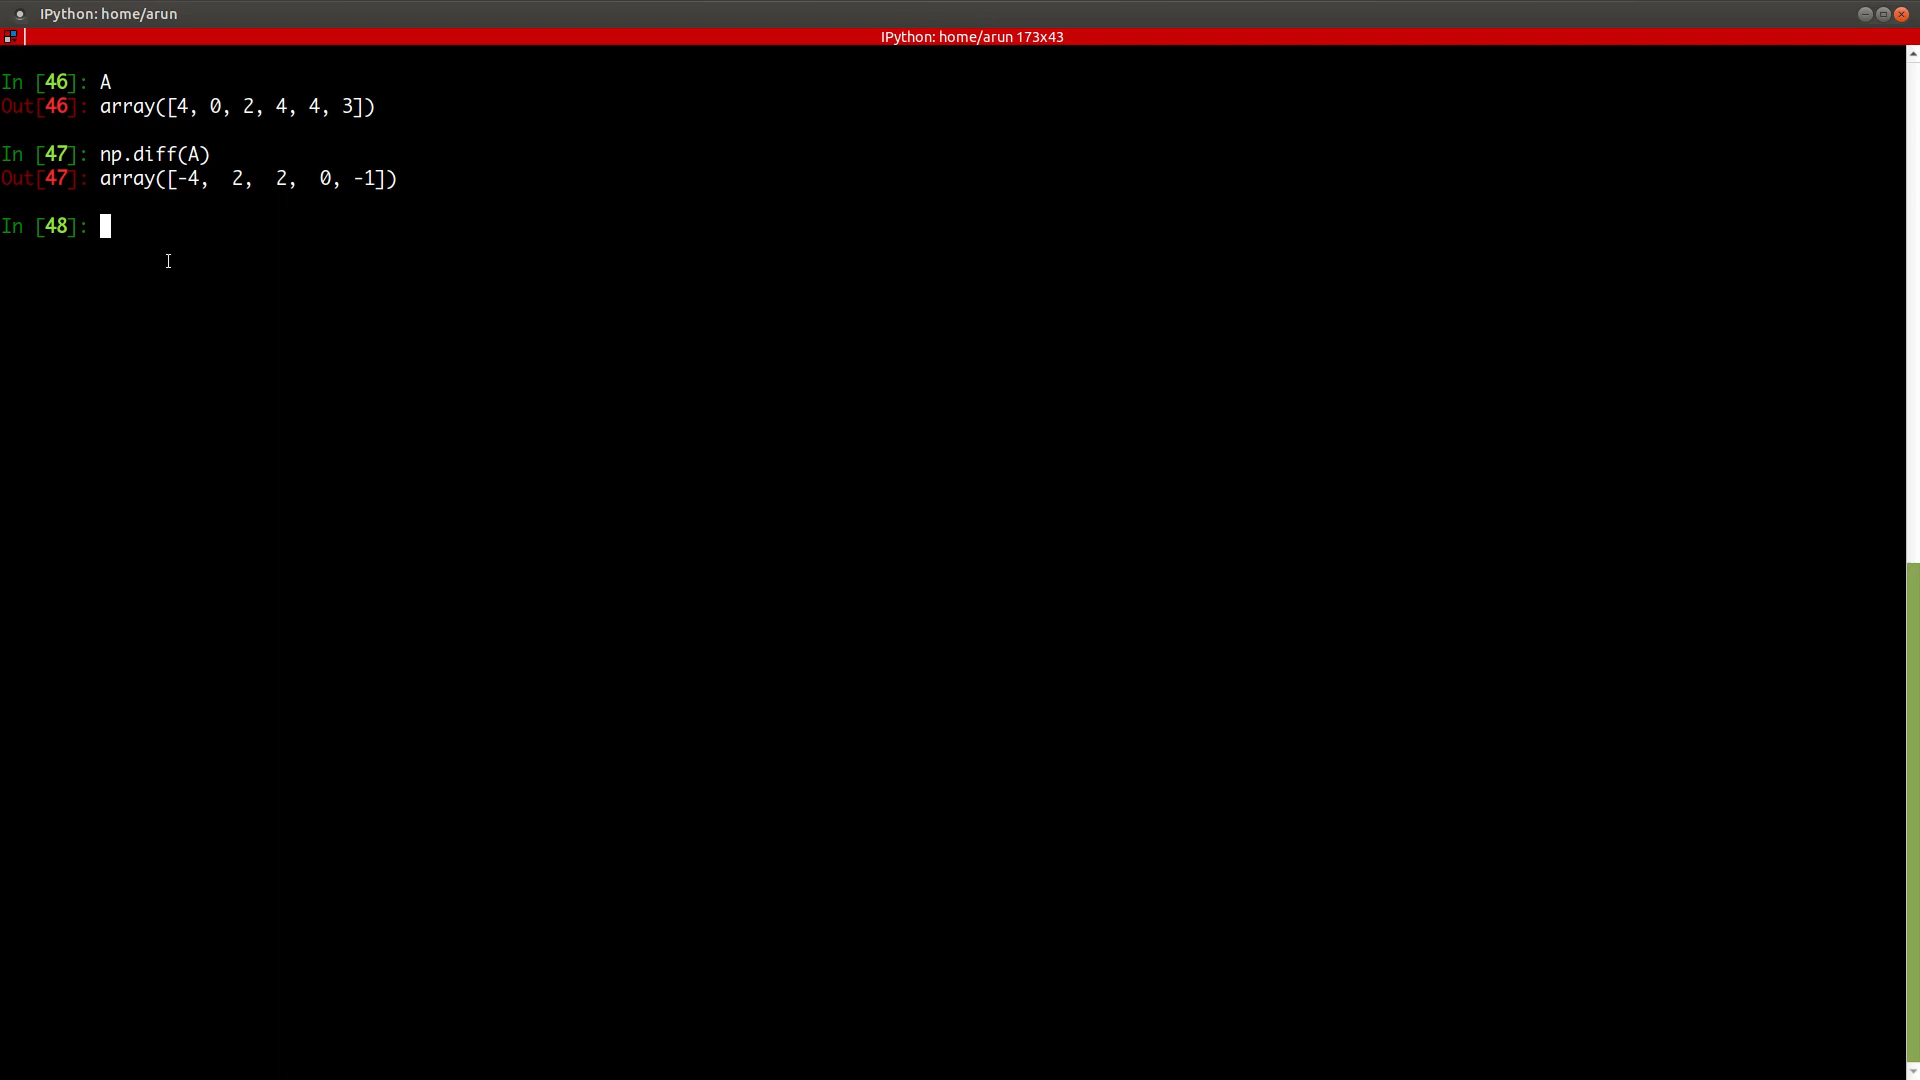 IPython: home/arun
IPython: home/arun 173x43
In [46]: A
Out[46]: array([4, 0, 2, 4, 4, 3])
In [47]: np.diff(A)
Out[47]: array([-4,  2,  2,  0, -1])
In [48]: